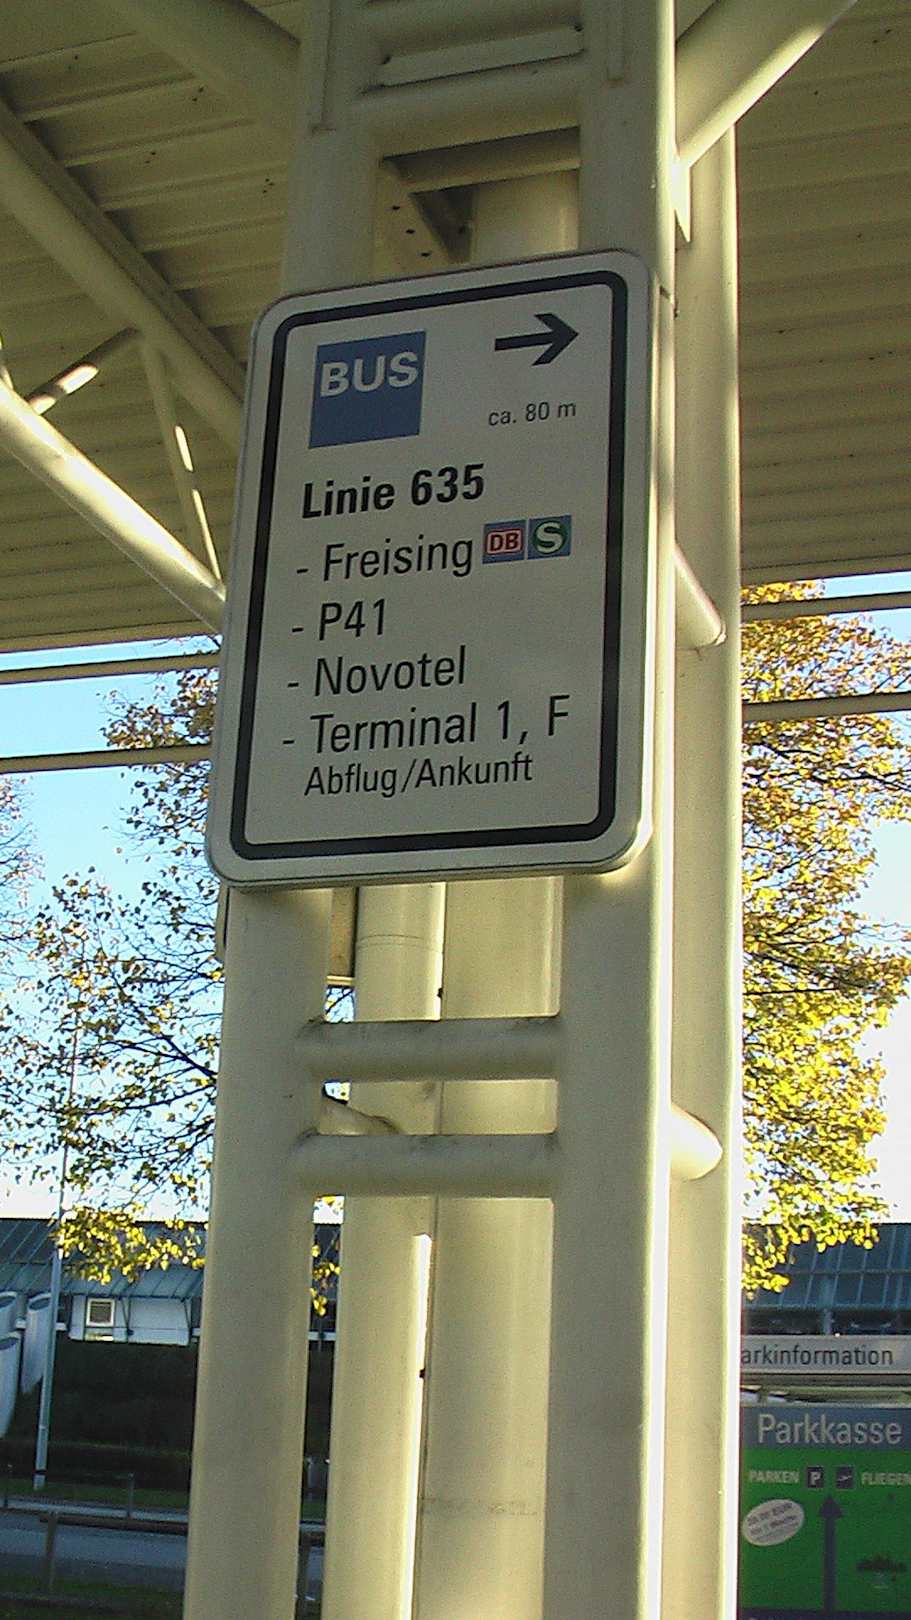 BUS
ca. 80 m
Linie 635
- Freising DB S
- P41
- Novotel
- Terminal 1, F
Abflug/Ankunft
arkinformation
Parkkasse
PARKEN P FLIEGEN